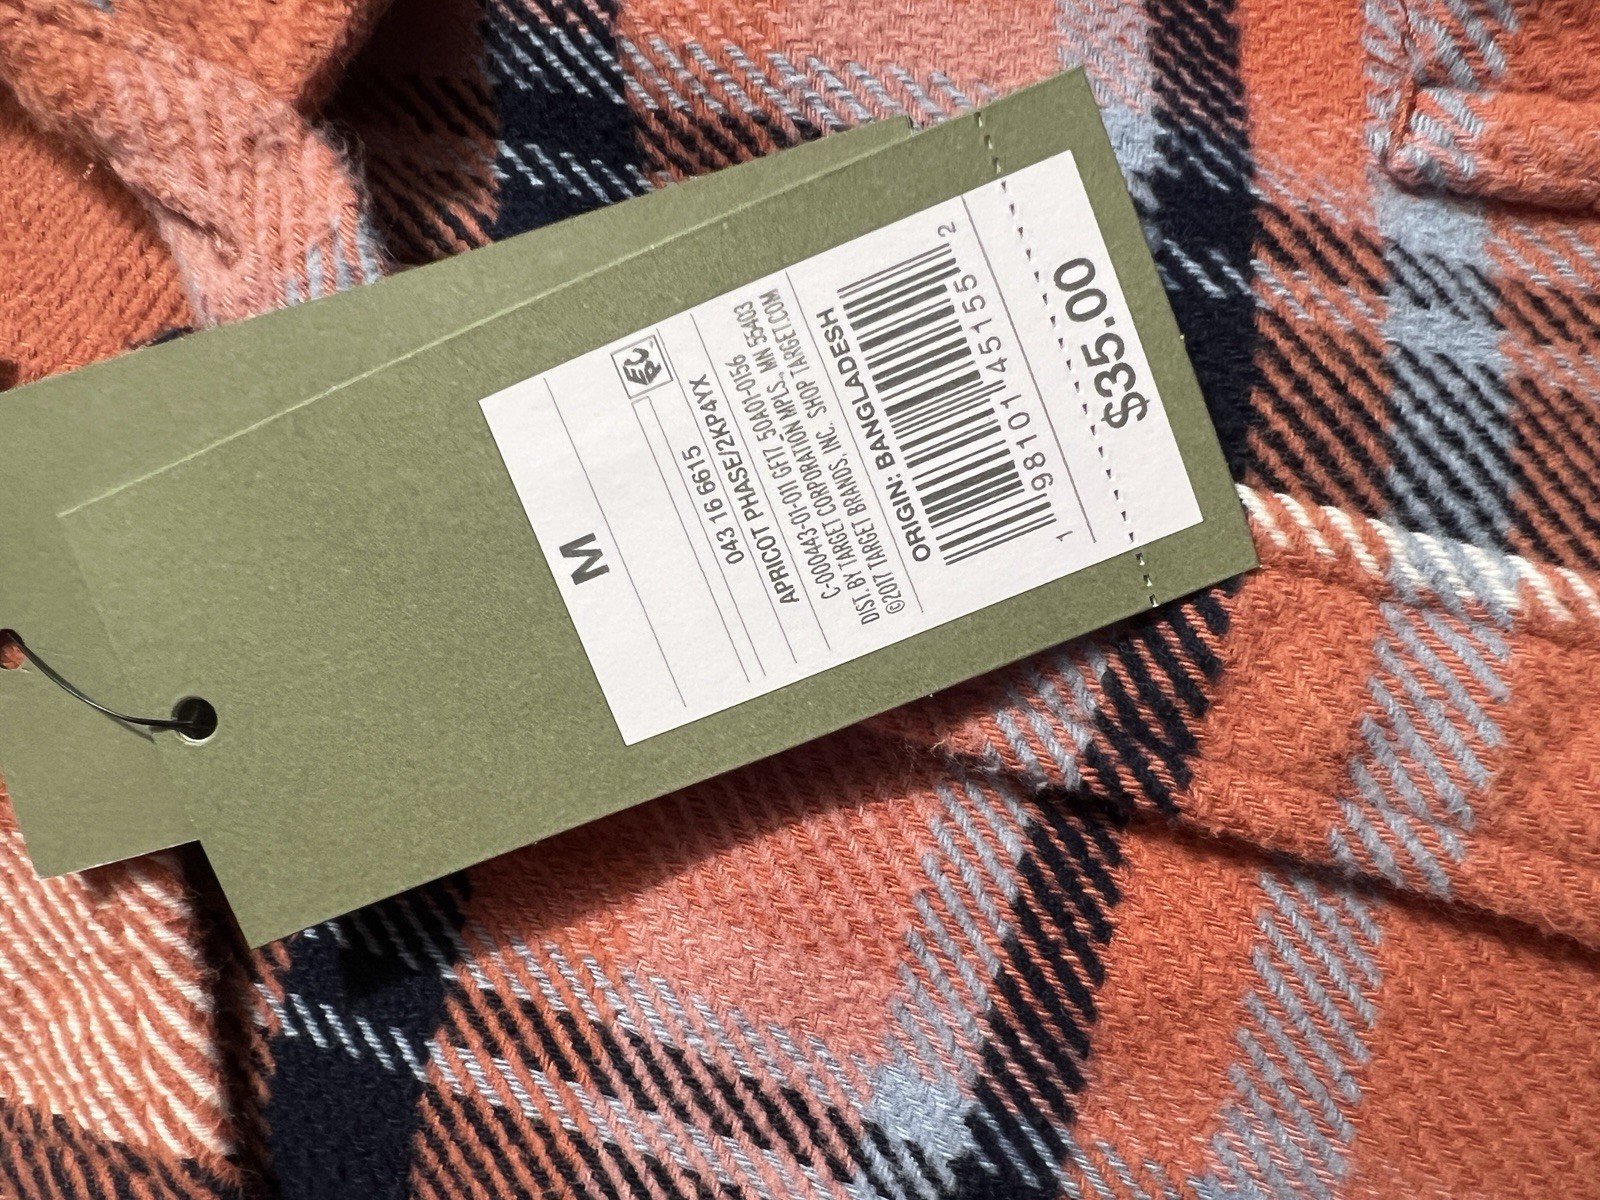 M
043 16 6615
APRICOT PHASE/2KP4YX
C-000443-01-011 GF17_50A01-0156
DIST. BY TARGET CORPORATION MPLS, MN 55403
©2017 TARGET BRANDS, INC. SHOP TARGET.COM
ORIGIN: BANGLADESH
1 98101 45155 2
$35.00